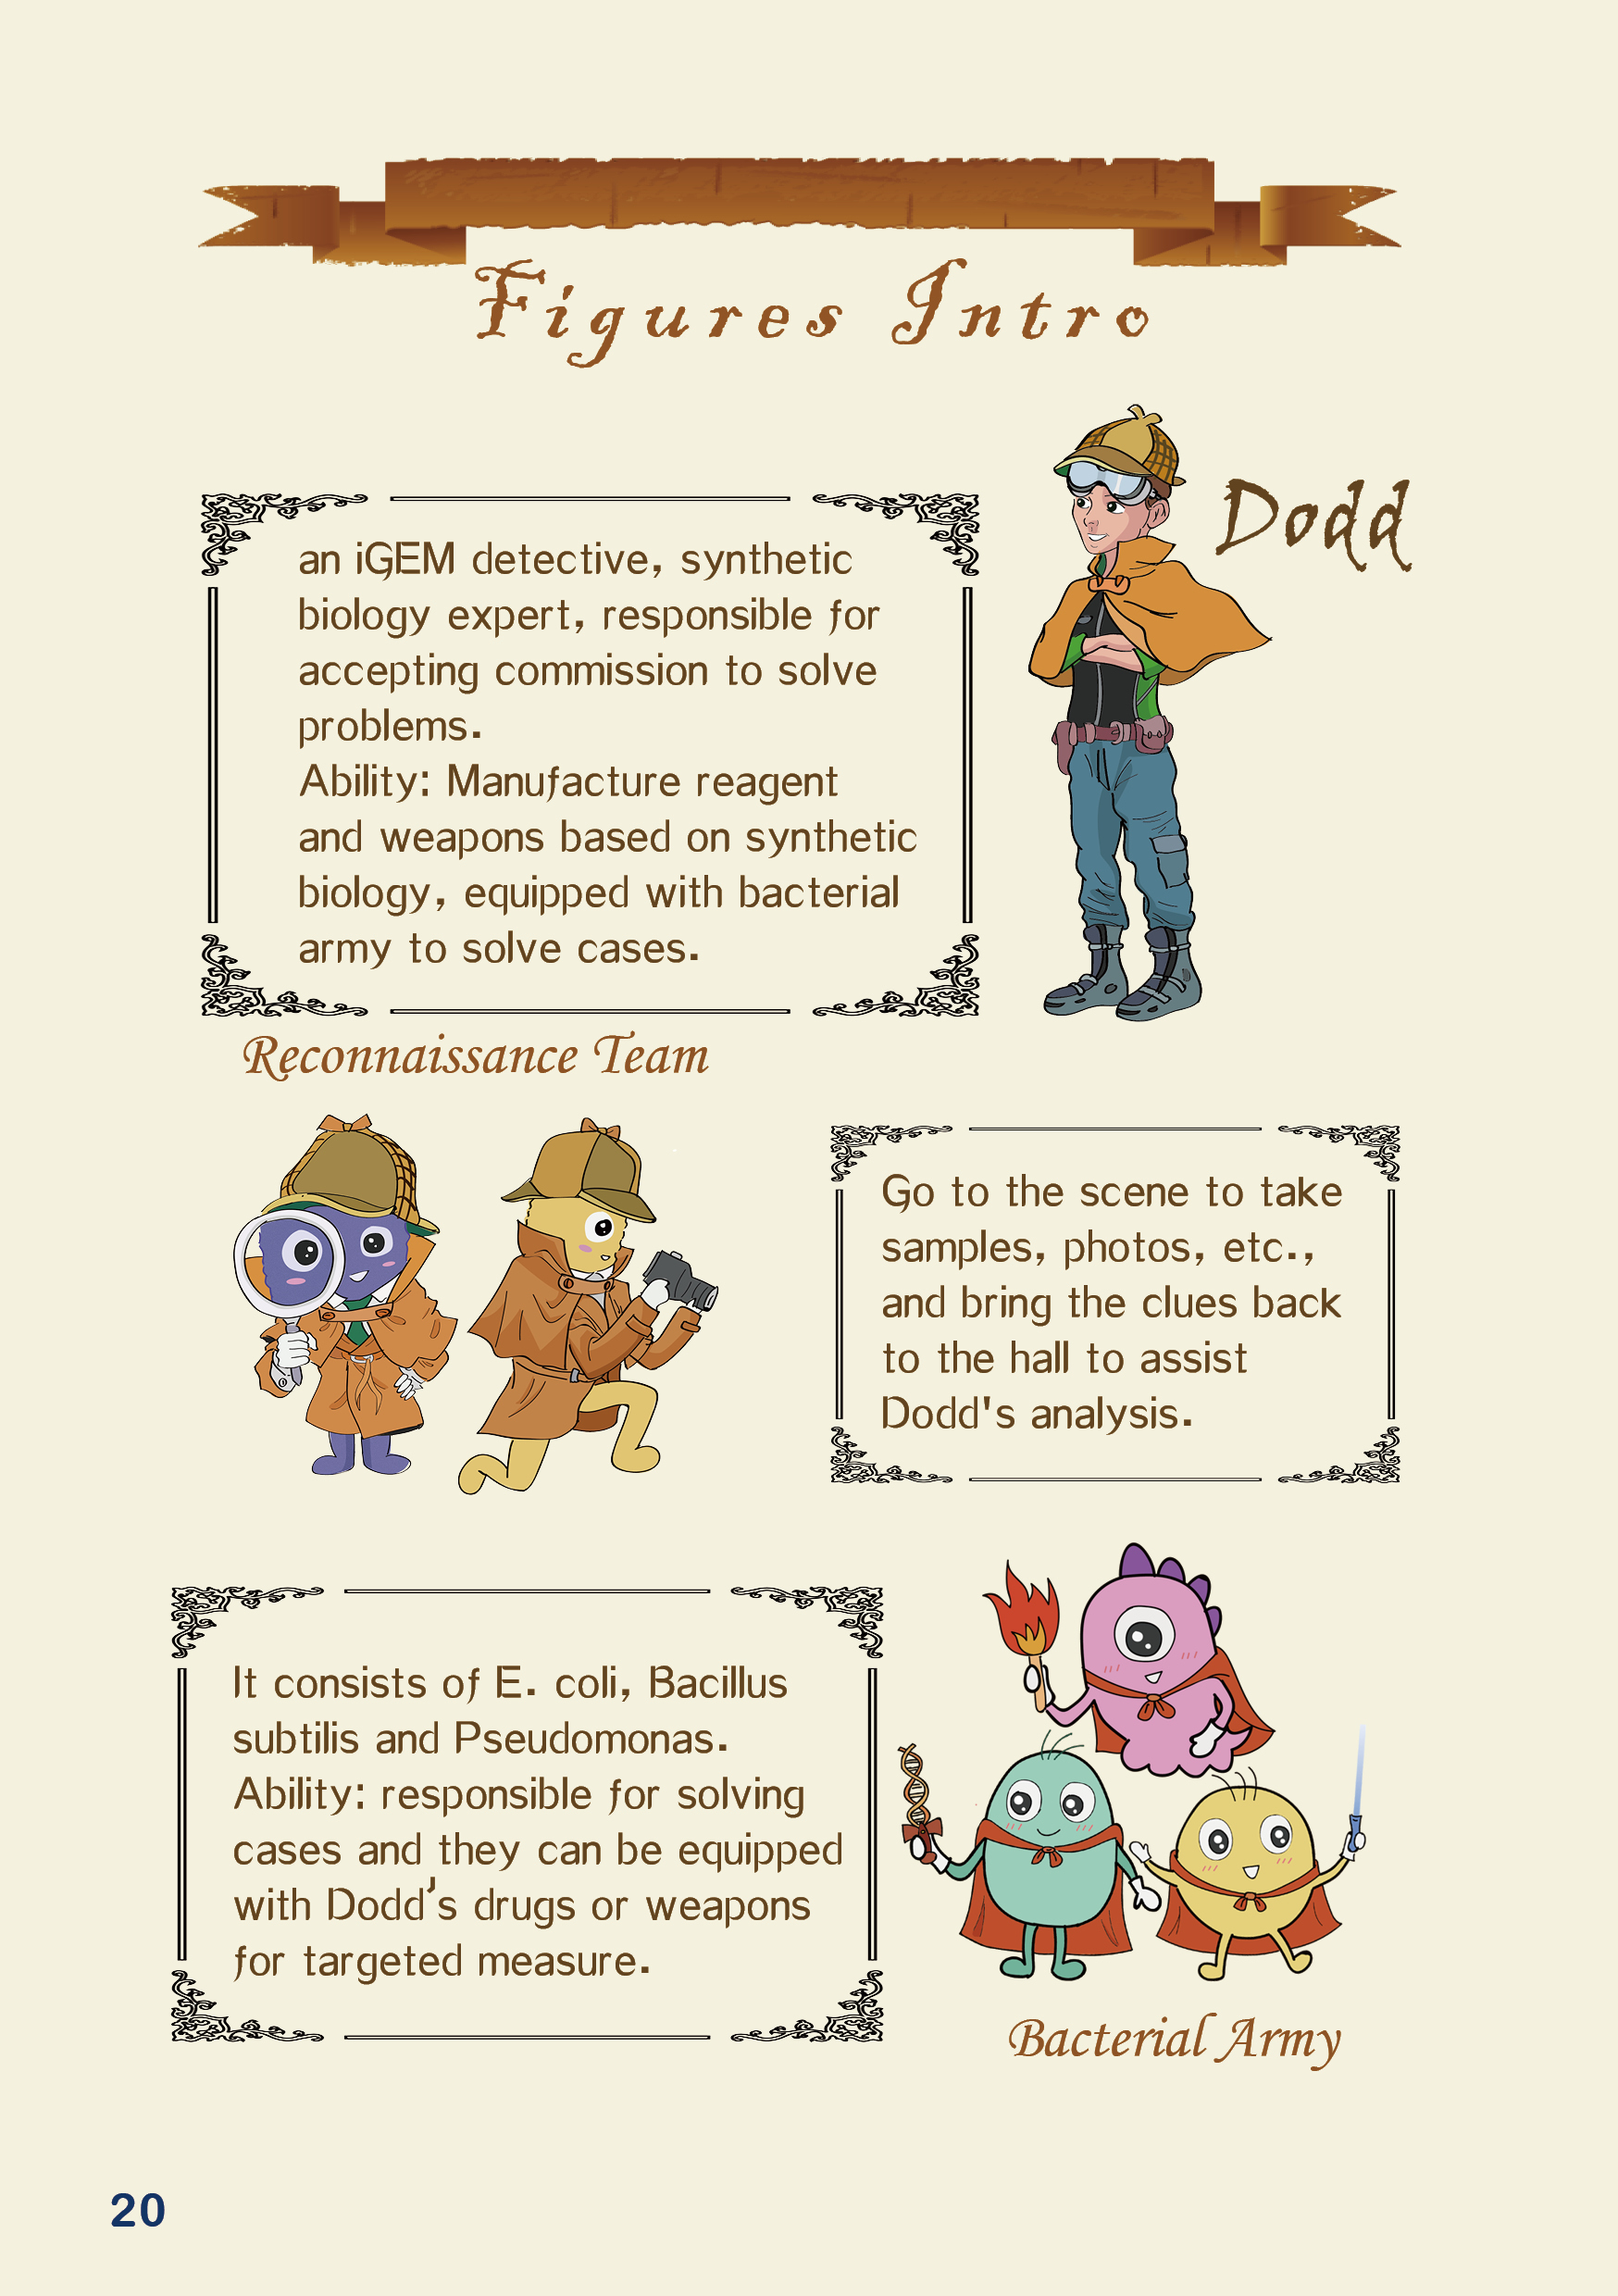 Figures Intro
Dodd
an iGEM detective, synthetic
biology expert, responsible for
accepting commission to solve
problems.
Ability: Manufacture reagent
and weapons based on synthetic
biology, equipped with bacterial
army to solve cases.
Reconnaissance Team
Go to the scene to take
samples, photos, etc.,
and bring the clues back
to the hall to assist
Dodd's analysis.
It consists of E. coli, Bacillus
subtilis and Pseudomonas.
Ability: responsible for solving
cases and they can be equipped
with Dodd's drugs or weapons
for targeted measure.
Bacterial Army
20